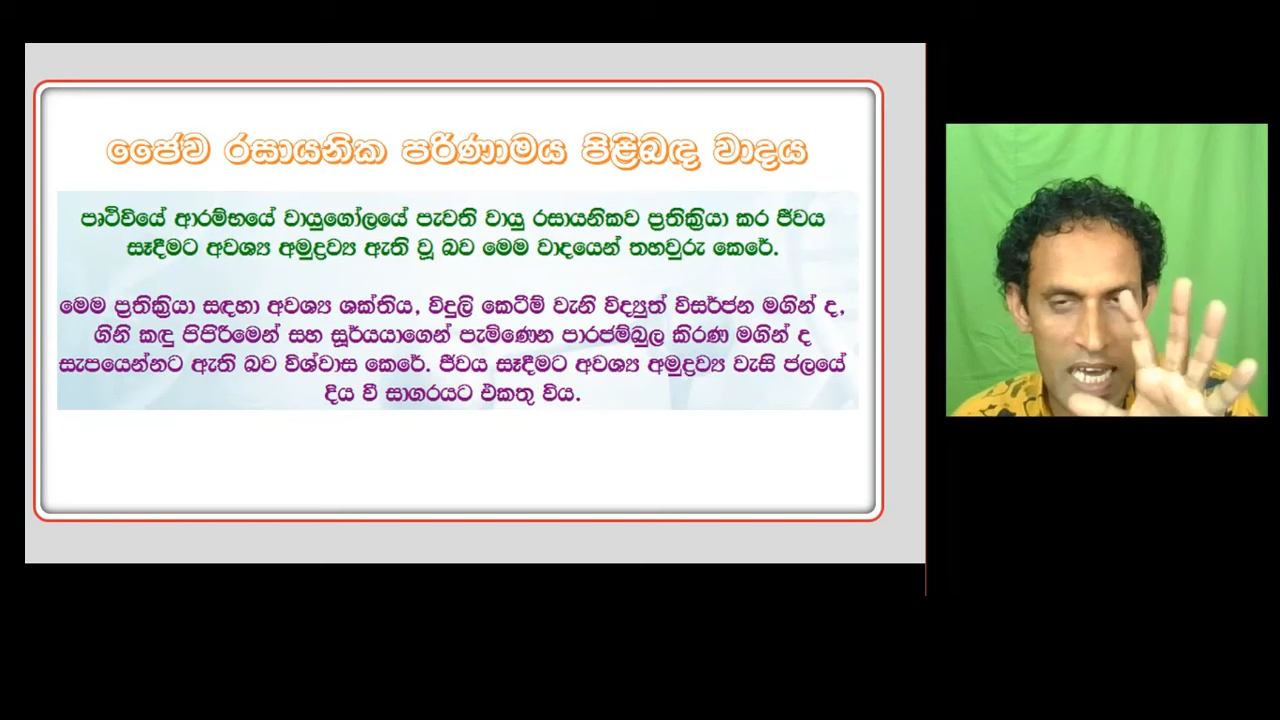 ජෛව රසායනික පරිණාමය පිළිබඳ වාදය
පෘථිවියේ ආරම්භයේ වායුගෝලයේ පැවති වායු රසායනිකව ප්‍රතික්‍රියා කර ජීවය
සෑදීමට අවශ්‍ය අමුද්‍රව්‍ය ඇති වූ බව මෙම වාදයෙන් තහවුරු කෙරේ.
මෙම ප්‍රතික්‍රියා සඳහා අවශ්‍ය ශක්තිය, විදුලි කෙටීම් වැනි විද්‍යුත් විසර්ජන මගින් ද,
ගිනි කඳු පිපිරීමෙන් සහ සූර්යයාගෙන් පැමිණෙන පාරජම්බුල කිරණ මගින් ද
සැපයෙන්නට ඇති බව විශ්වාස කෙරේ. ජීවය සෑදීමට අවශ්‍ය අමුද්‍රව්‍ය වැසි ජලයේ
දිය වී සාගරයට එකතු විය.